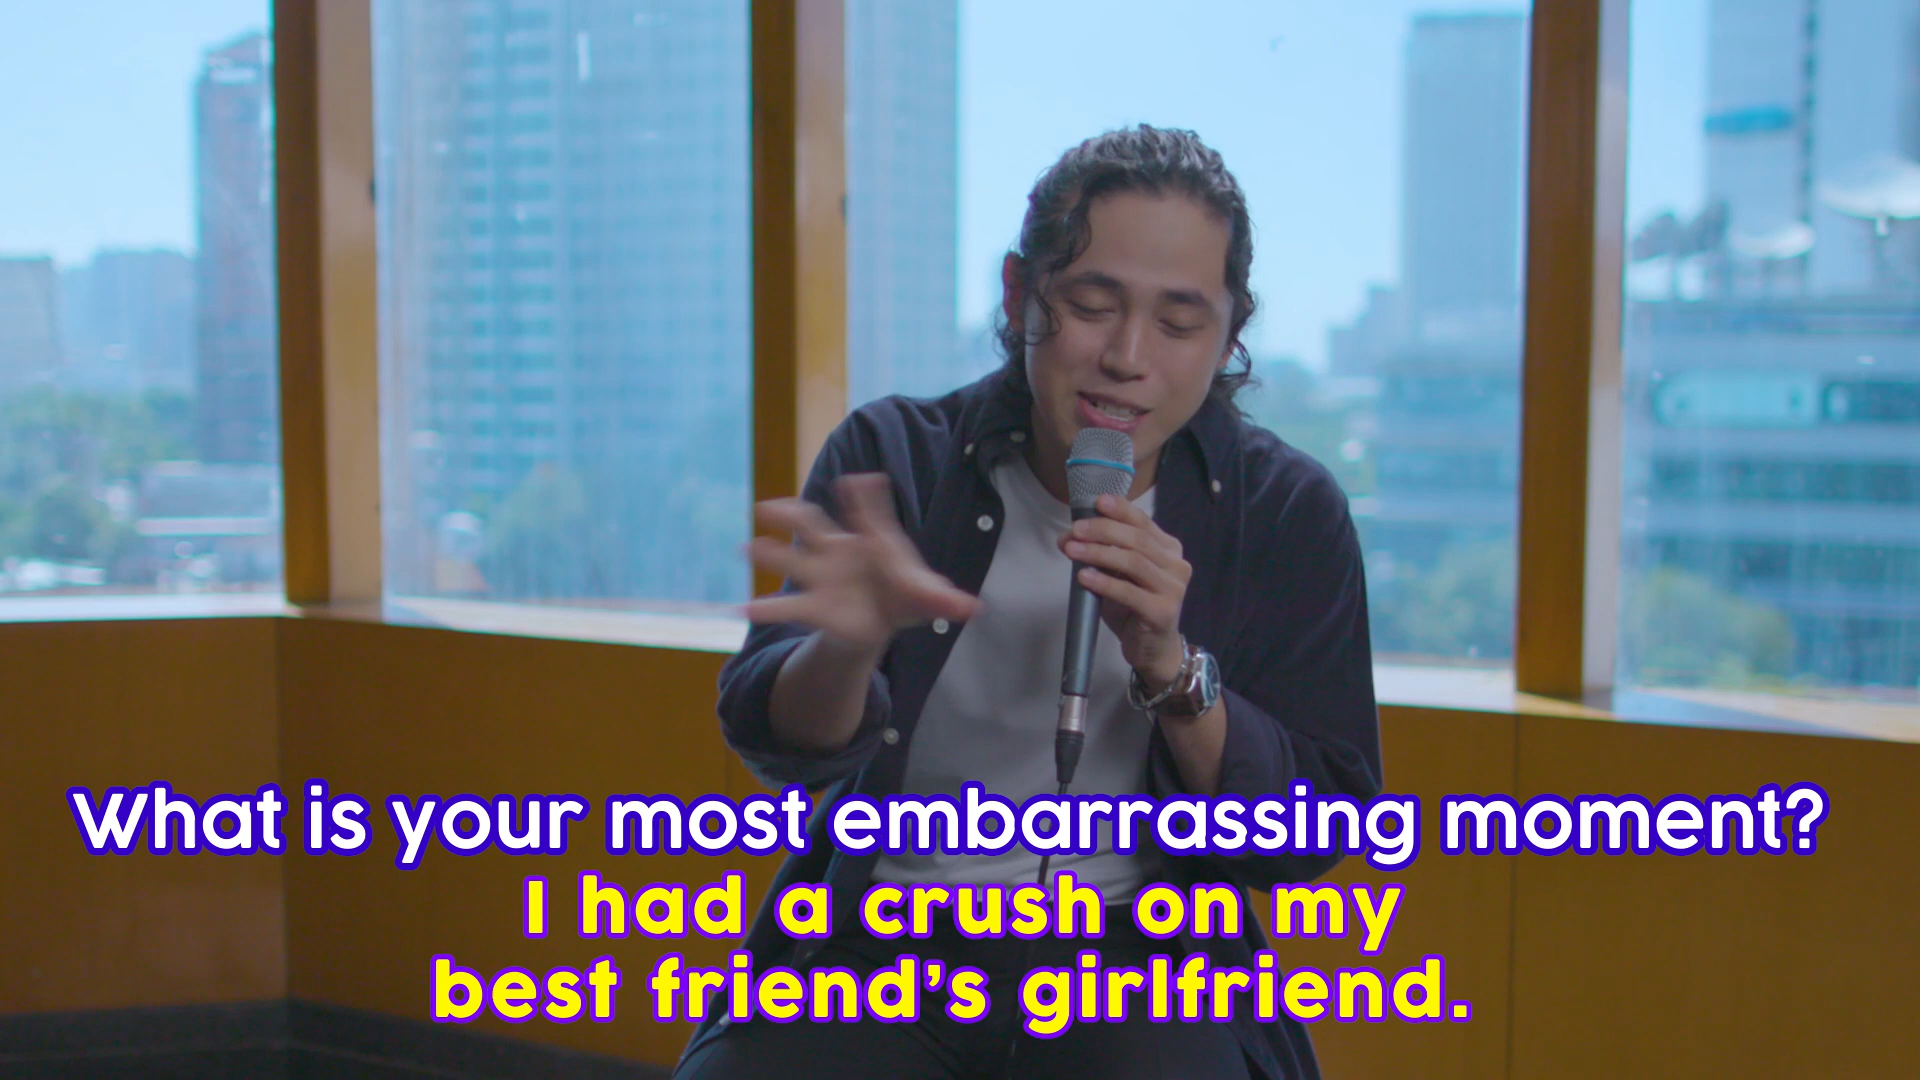 What is your most embarrassing moment?
I had a crush on my
best friend’s girlfriend.